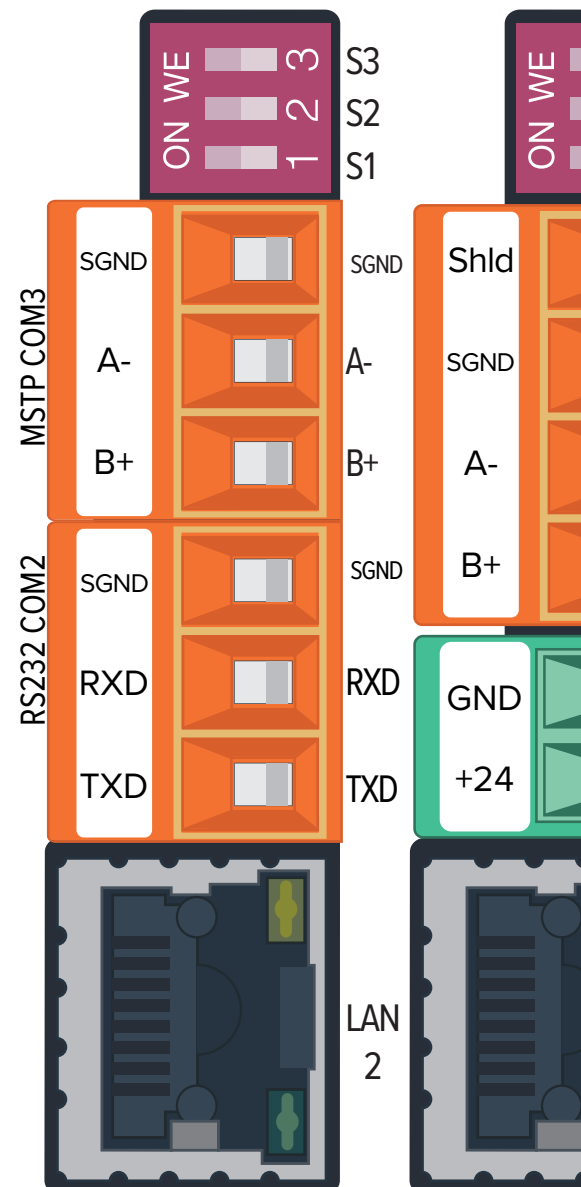 ON WE
3
2
1
S3
S2
S1
MSTP COM3
SGND
A-
B+
SGND
A-
B+
RS232 COM2
SGND
RXD
TXD
SGND
RXD
TXD
LAN
2
ON WE
Shld
SGND
A-
B+
GND
+24